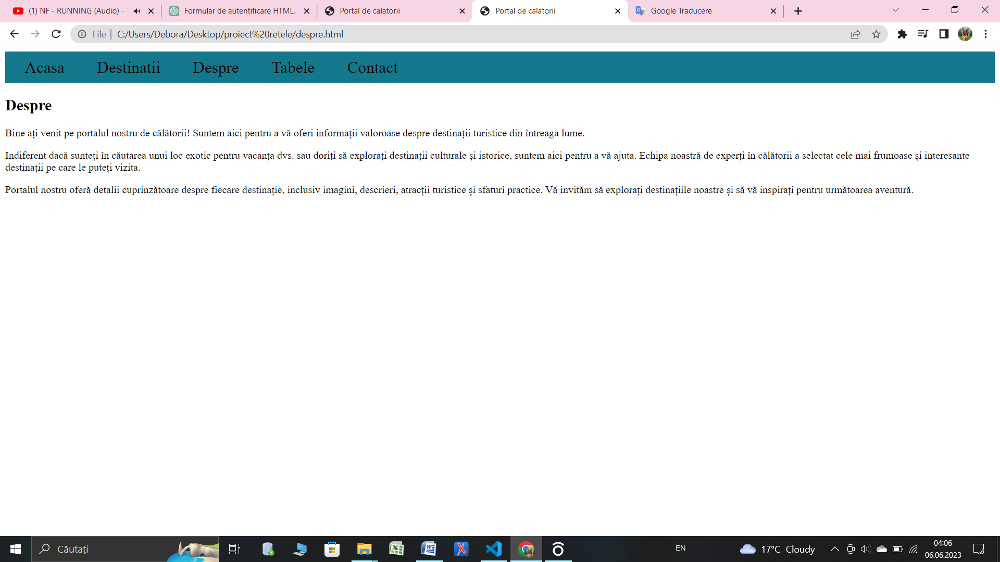 (1) NF - RUNNING (Audio) -
Formular de autentificare HTML.
Portal de calatorii
Portal de calatorii
Google Traducere
File
C:/Users/Debora/Desktop/proiect%20retele/despre.html
Acasa Destinatii Despre Tabele Contact
Despre
Bine ați venit pe portalul nostru de călătorii! Suntem aici pentru a vă oferi informații valoroase despre destinații turistice din întreaga lume.
Indiferent dacă sunteți în căutarea unui loc exotic pentru vacanța dvs. sau doriți să explorați destinații culturale și istorice, suntem aici pentru a vă ajuta. Echipa noastră de experți în călătorii a selectat cele mai frumoase și interesante
destinații pe care le puteți vizita.
Portalul nostru oferă detalii cuprinzătoare despre fiecare destinație, inclusiv imagini, descrieri, atracții turistice și sfaturi practice. Vă invităm să explorați destinațiile noastre și să vă inspirați pentru următoarea aventură.
Căutați
EN
17°C Cloudy
04:06
06.06.2023